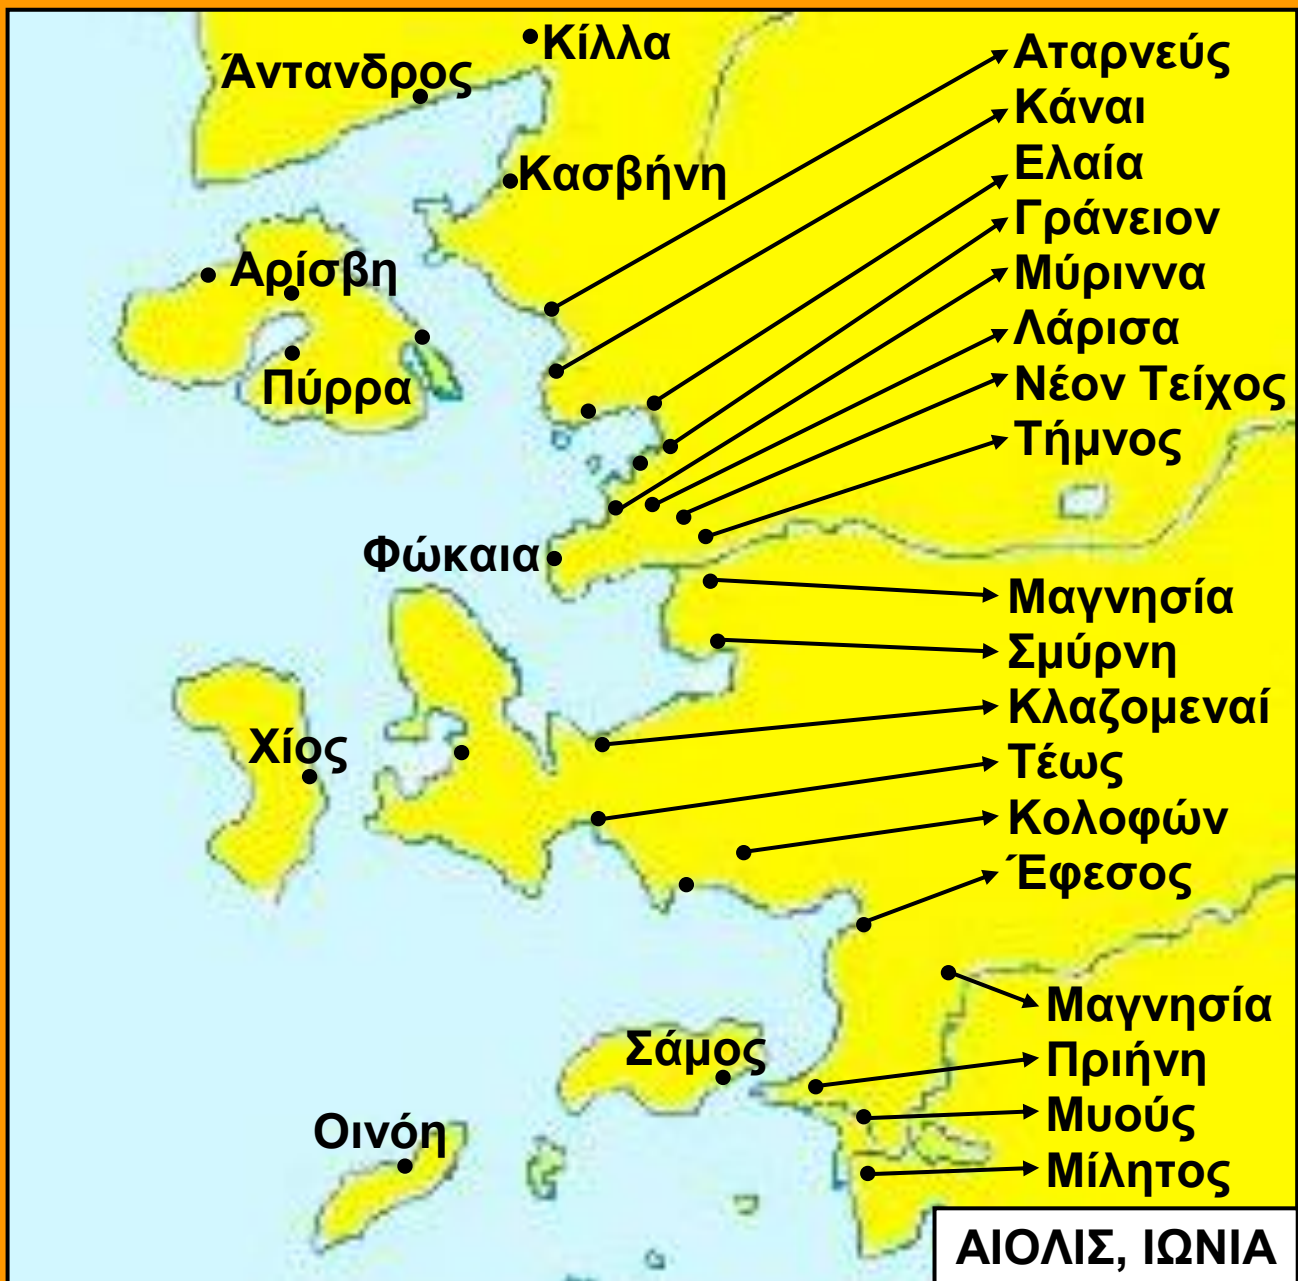 Κίλλα
Άντανδρος
Κασβήνη
Αρίσβη
Πύρρα
Αταρνεύς
Κάναι
Ελαία
Γράνειον
Μύριννα
Λάρισα
Νέον Τείχος
Τήμνος
Φώκαια
Μαγνησία
Σμύρνη
Κλαζομεναί
Τέως
Κολοφών
Έφεσος
Χίος
Μαγνησία
Πριήνη
Μυούς
Μίλητος
Σάμος
Οινόη
ΑΙΟΛΙΣ, ΙΩΝΙΑ